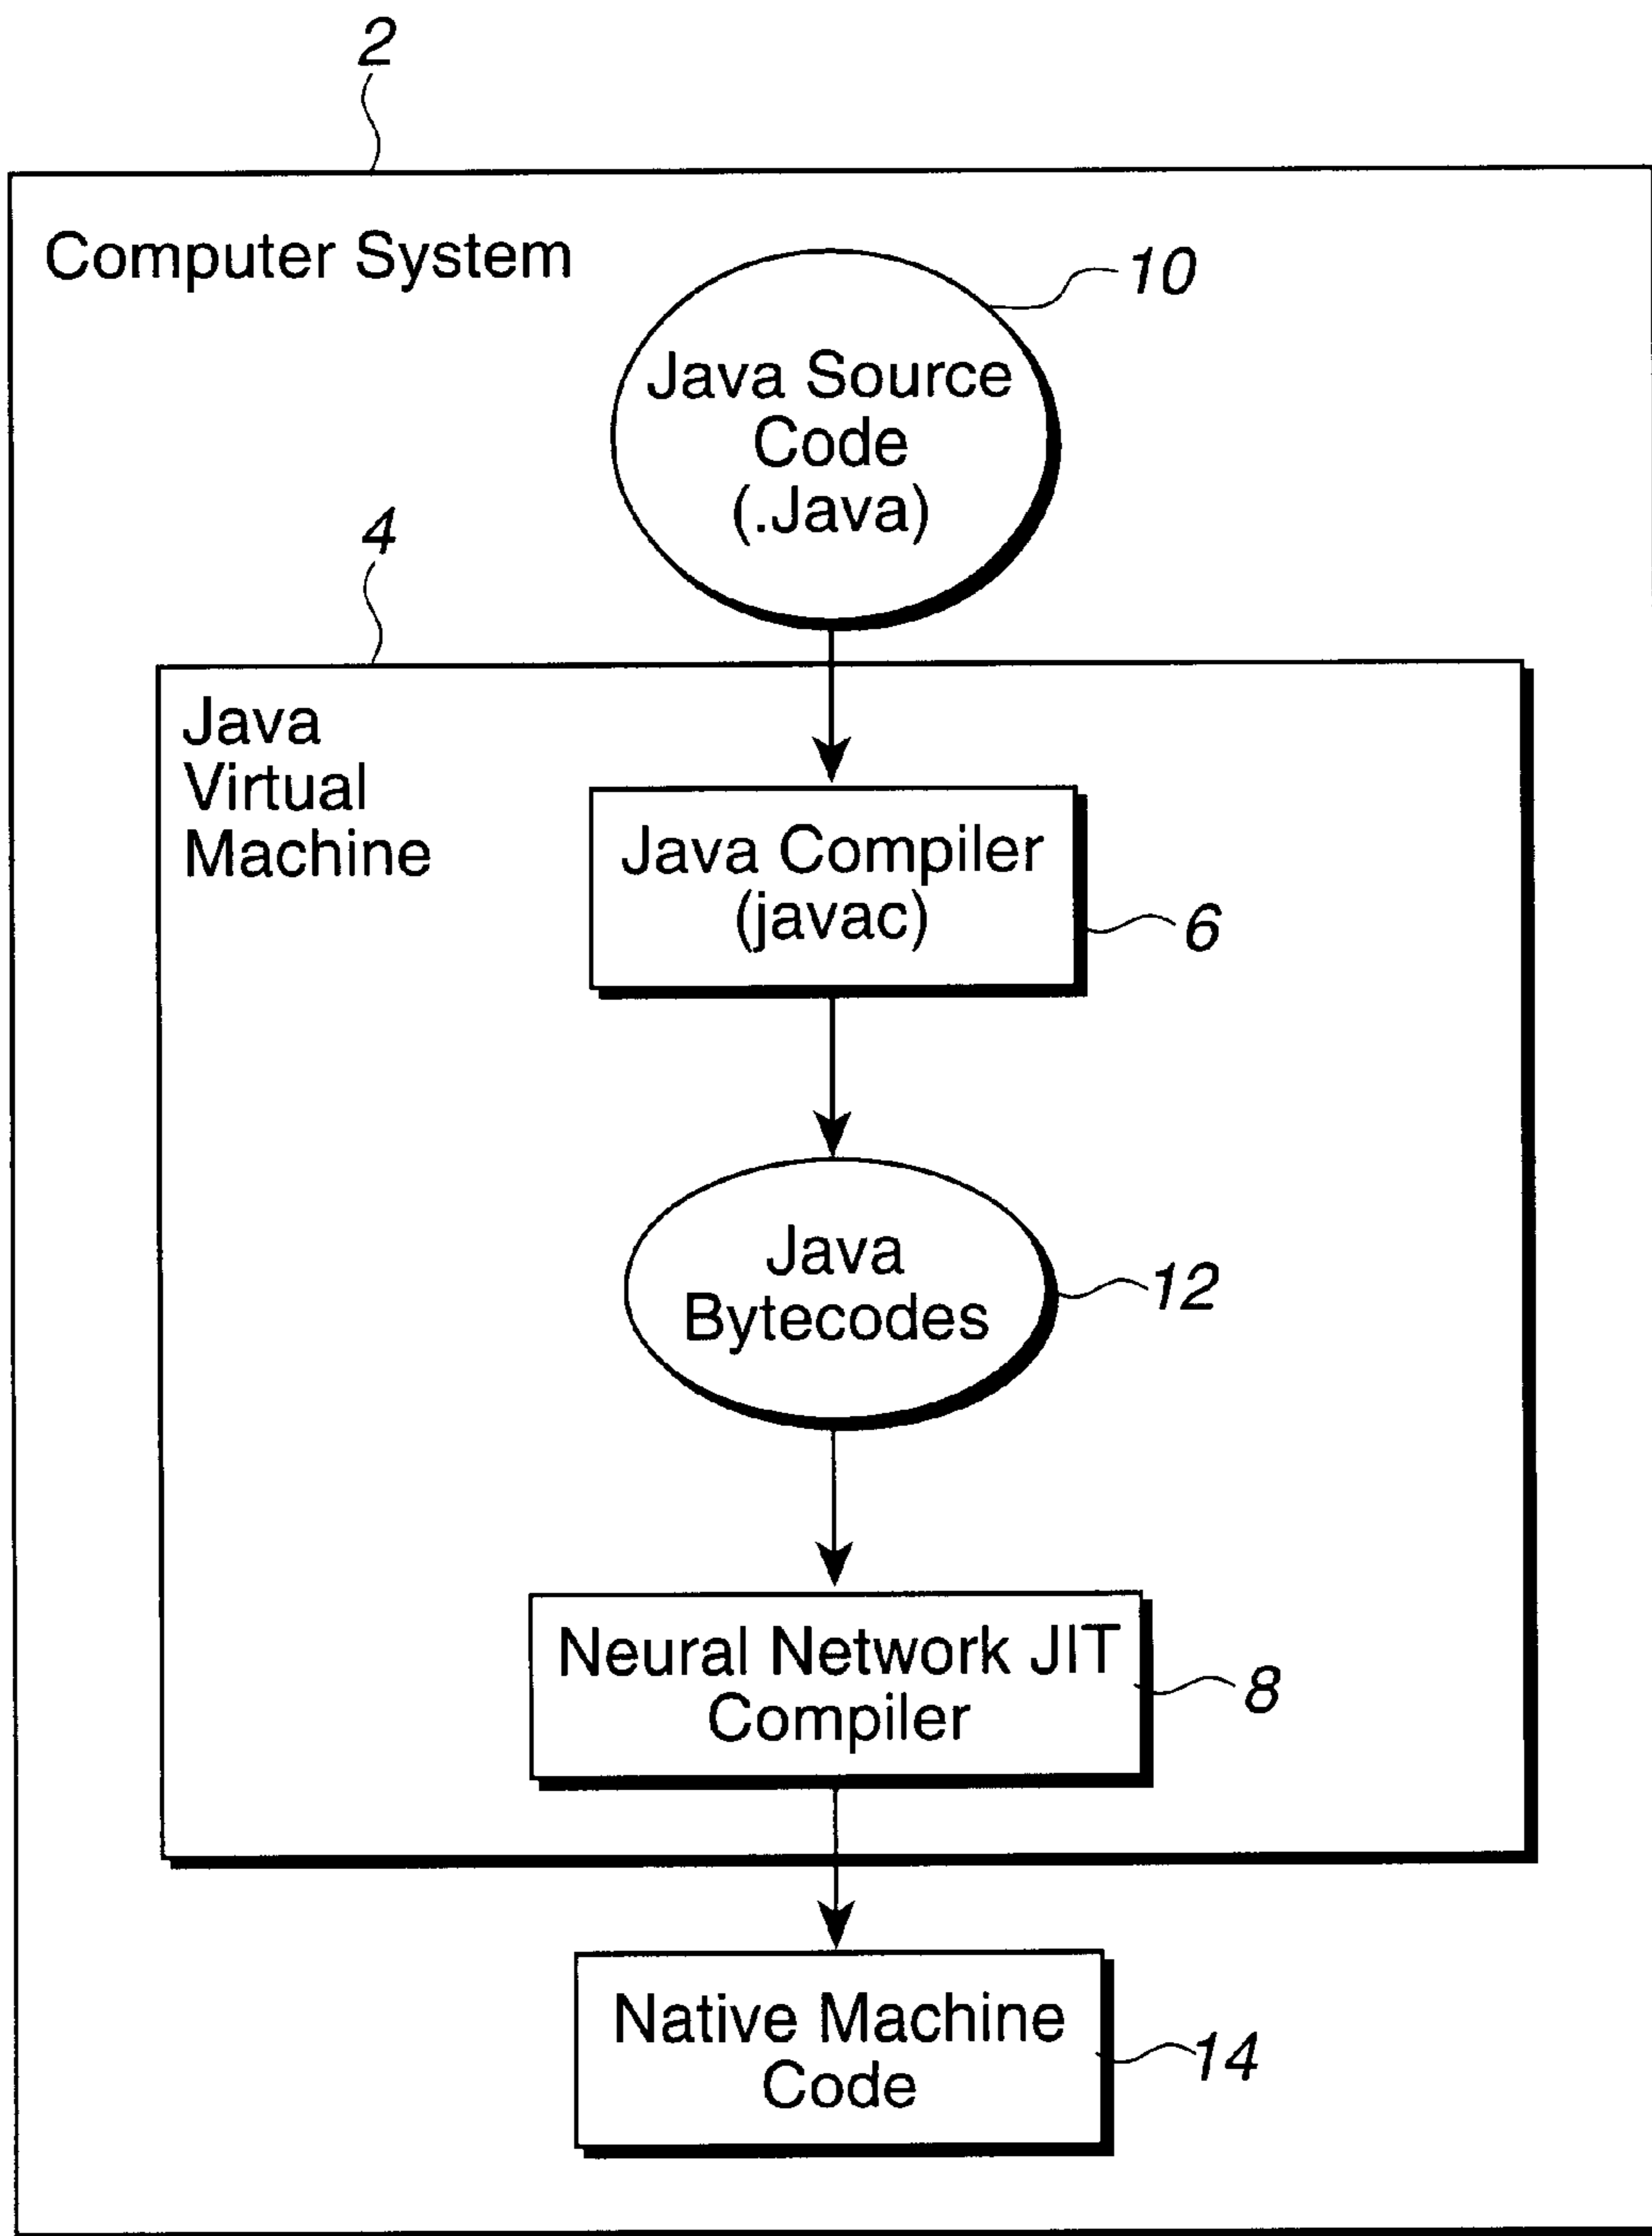 2
Computer System
10
Java Source
Code
(.Java)
4
Java
Virtual
Machine
Java Compiler
(javac)
6
Java
Bytecodes
12
Neural Network JIT
Compiler
8
Native Machine
Code
14